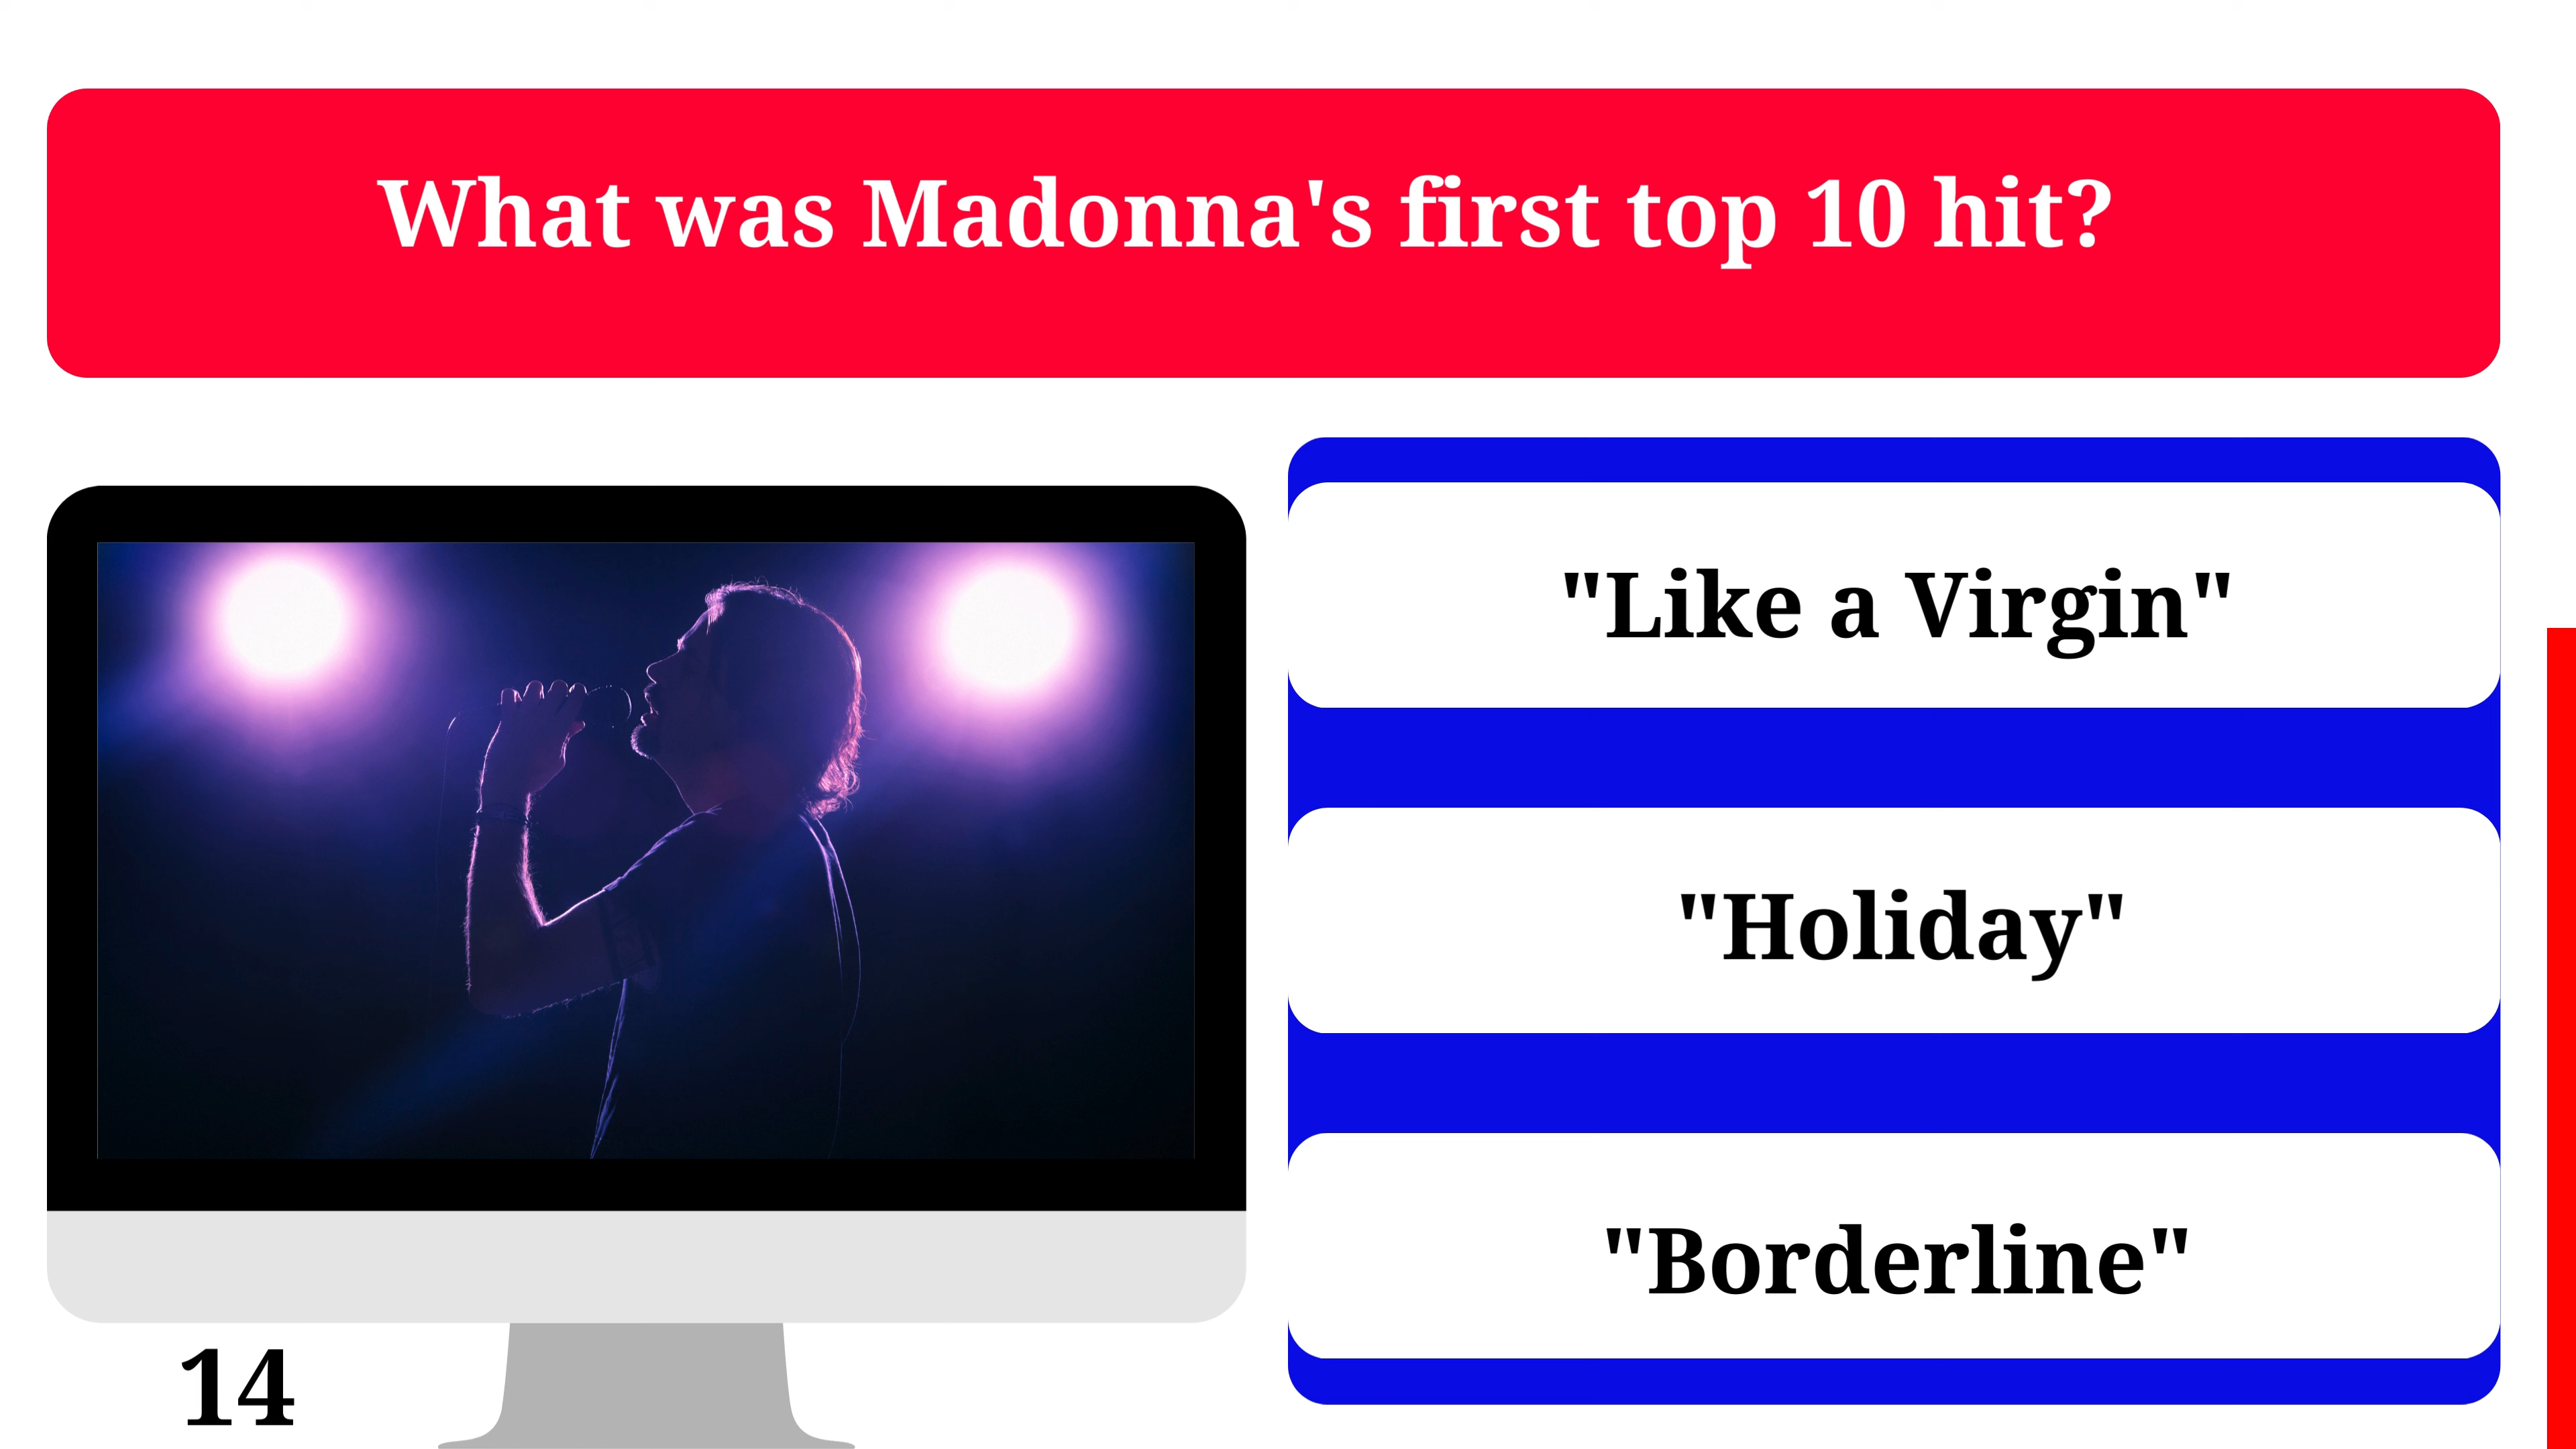 What was Madonna's first top 10 hit?
"Like a Virgin"
"Holiday"
"Borderline"
14